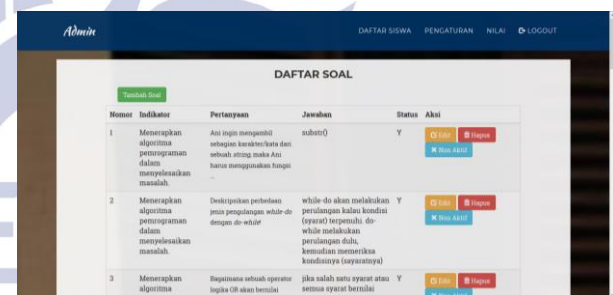 Admin
DAFTAR SISWA PENGATURAN NILAI LOGOUT
DAFTAR SOAL
Tambah Soal
Nomor Indikator Pertanyaan Jawaban Status Aksi
1 Menerapkan algoritma pemrograman dalam menyelesaikan masalah. Ani ingin mengambil sebagian karakter/kata dari sebuah string, maka Ani harus menggunakan fungsi ... substr() Y Edit Hapus Non Aktif
2 Menerapkan algoritma pemrograman dalam menyelesaikan masalah. Deskripsikan perbedaan jenis pengulangan while-do dengan do-while! while-do akan melakukan perulangan kalau kondisi (syarat) terpenuhi. do-while melakukan perulangan dulu, kemudian memeriksa kondisinya (sayaratnya) Y Edit Hapus Non Aktif
3 Menerapkan algoritma Bagaimana sebuah operator logika OR akan bernilai jika salah satu syarat atau semua syarat bernilai Y Edit Hapus